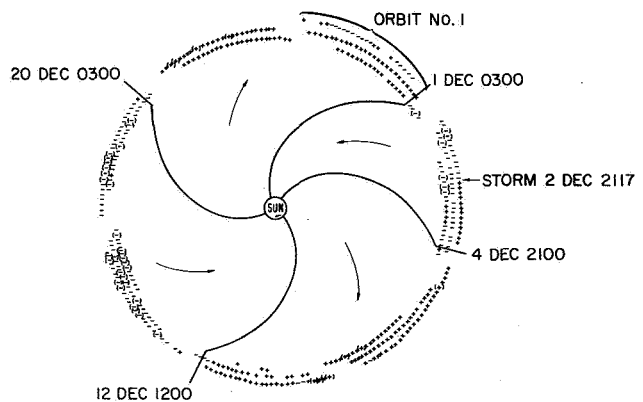 ORBIT No. 1
20 DEC 0300
1 DEC 0300
STORM 2 DEC 2117
SUN
4 DEC 2100
12 DEC 1200